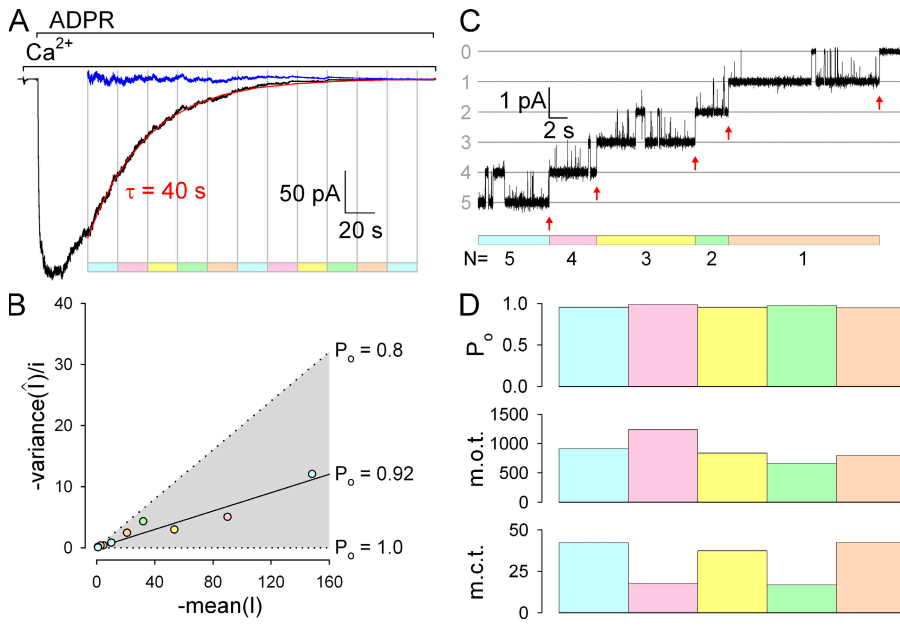 A
ADPR
Ca²⁺
τ = 40 s
50 pA
20 s
B
40
30
20
10
0
-variance(Î)/i
0
40
80
120
160
-mean(I)
Pₒ = 0.8
Pₒ = 0.92
Pₒ = 1.0
C
0
1
2
3
4
5
1 pA
2 s
N=
5
4
3
2
1
D
1.0
0.5
0.0
Pₒ
1500
1000
500
0
m.o.t.
50
25
0
m.c.t.